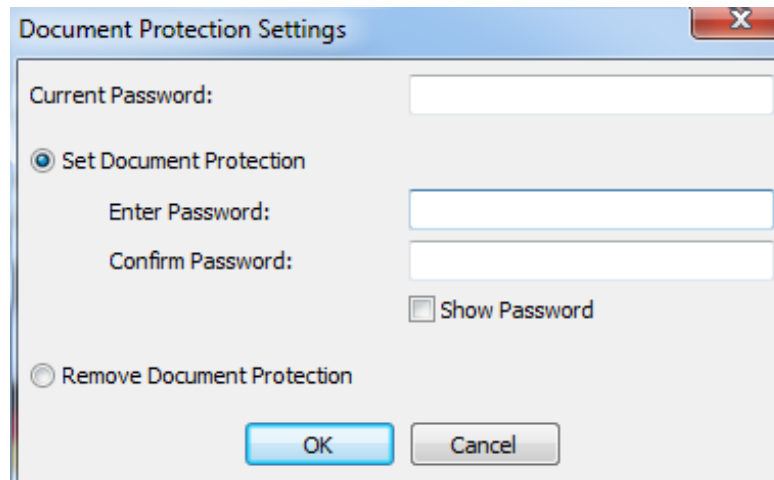 Document Protection Settings
Current Password:
Set Document Protection
Enter Password:
Confirm Password:
Show Password
Remove Document Protection
OK Cancel